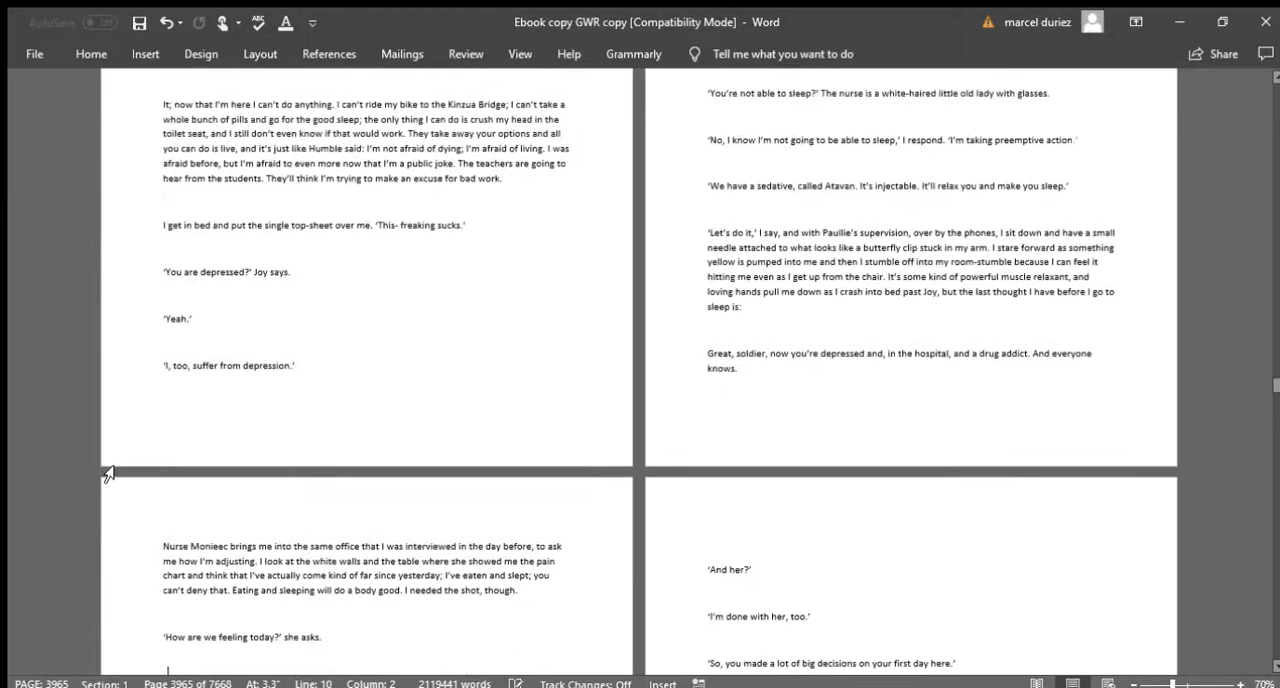 AutoSave Off
Ebook copy GWR copy [Compatibility Mode] - Word
marcel duriez
File Home Insert Design Layout References Mailings Review View Help Grammarly Tell me what you want to do Share
It; now that I'm here I can't do anything. I can't ride my bike to the Kinzua Bridge; I can't take a
whole bunch of pills and go for the good sleep; the only thing I can do is crush my head in the
toilet seat, and I still don't even know if that would work. They take away your options and all
you can do is live, and it's just like Humble said: I'm not afraid of dying; I'm afraid of living. I was
afraid before, but I'm afraid to even more now that I'm a public joke. The teachers are going to
hear from the students. They'll think I'm trying to make an excuse for bad work.
I get in bed and put the single top-sheet over me. 'This- freaking sucks.'
'You are depressed?' Joy says.
'Yeah.'
'I, too, suffer from depression.'
'You're not able to sleep?' The nurse is a white-haired little old lady with glasses.
'No, I know I'm not going to be able to sleep,' I respond. 'I'm taking preemptive action.'
'We have a sedative, called Atavan. It's injectable. It'll relax you and make you sleep.'
'Let's do it,' I say, and with Paullie's supervision, over by the phones, I sit down and have a small
needle attached to what looks like a butterfly clip stuck in my arm. I stare forward as something
yellow is pumped into me and then I stumble off into my room-stumble because I can feel it
hitting me even as I get up from the chair. It's some kind of powerful muscle relaxant, and
loving hands pull me down as I crash into bed past Joy, but the last thought I have before I go to
sleep is:
Great, soldier, now you're depressed and, in the hospital, and a drug addict. And everyone
knows.
Nurse Monieec brings me into the same office that I was interviewed in the day before, to ask
me how I'm adjusting. I look at the white walls and the table where she showed me the pain
chart and think that I've actually come kind of far since yesterday; I've eaten and slept; you
can't deny that. Eating and sleeping will do a body good. I needed the shot, though.
'How are we feeling today?' she asks.
'And her?'
'I'm done with her, too.'
'So, you made a lot of big decisions on your first day here.'
PAGE: 3965 Section: 1 Page 3965 of 7668 At: 3.3" Line: 10 Column: 2 2119441 words Track Changes: Off Insert 70%